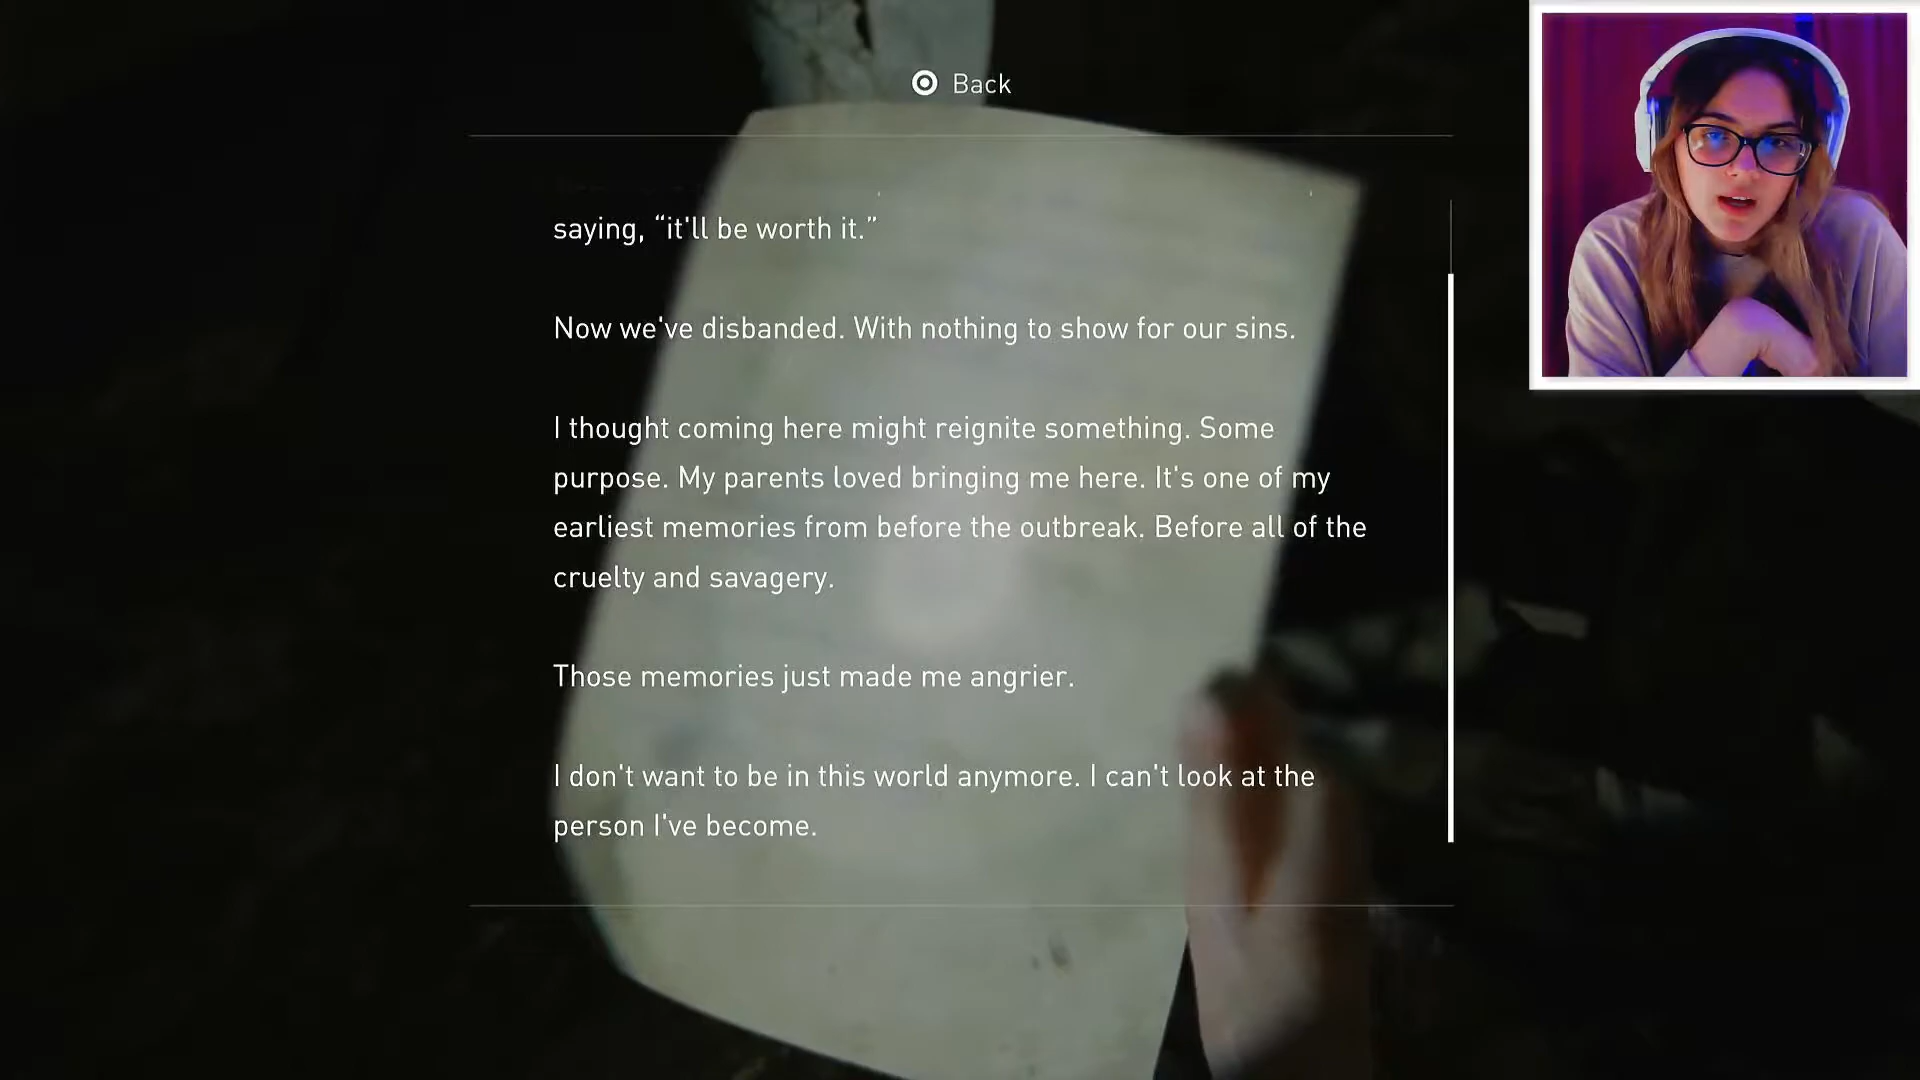 Back
saying, “it'll be worth it.”
Now we've disbanded. With nothing to show for our sins.
I thought coming here might reignite something. Some
purpose. My parents loved bringing me here. It's one of my
earliest memories from before the outbreak. Before all of the
cruelty and savagery.
Those memories just made me angrier.
I don't want to be in this world anymore. I can't look at the
person I've become.